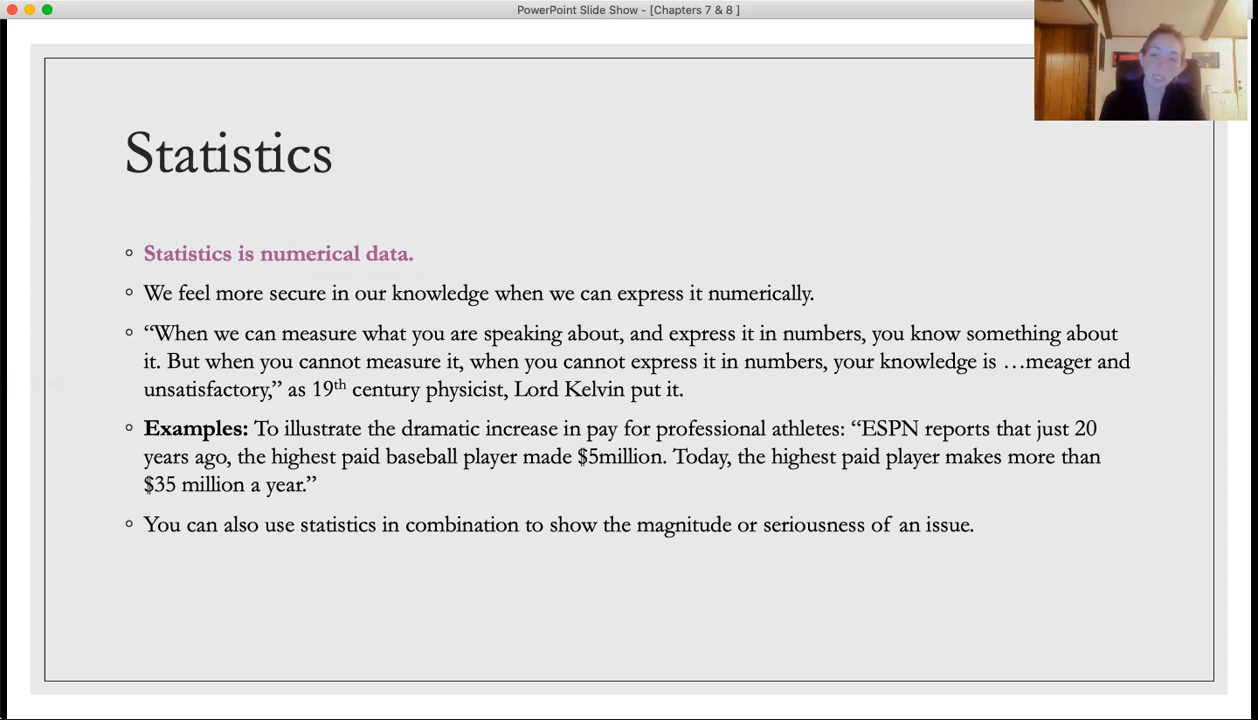 PowerPoint Slide Show - [Chapters 7 & 8 ]
Statistics
Statistics is numerical data.
We feel more secure in our knowledge when we can express it numerically.
“When we can measure what you are speaking about, and express it in numbers, you know something about
it. But when you cannot measure it, when you cannot express it in numbers, your knowledge is …meager and
unsatisfactory,” as 19th century physicist, Lord Kelvin put it.
Examples: To illustrate the dramatic increase in pay for professional athletes: “ESPN reports that just 20
years ago, the highest paid baseball player made $5million. Today, the highest paid player makes more than
$35 million a year.”
You can also use statistics in combination to show the magnitude or seriousness of an issue.